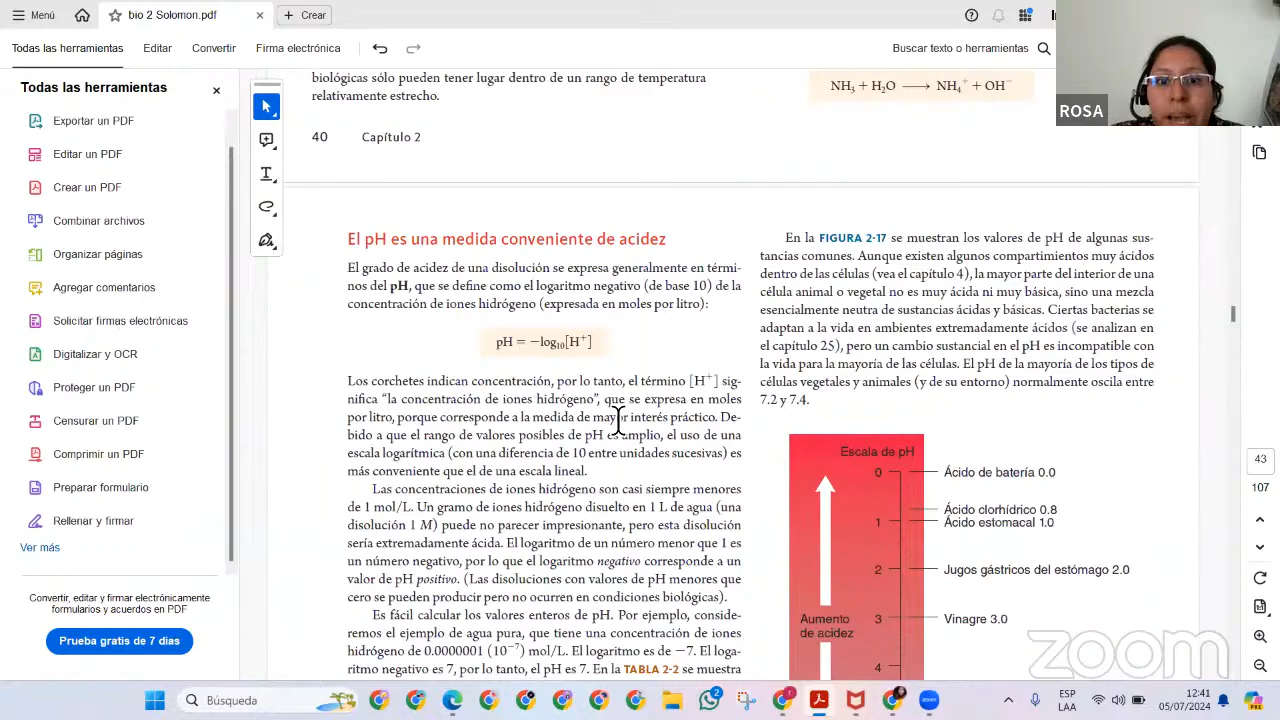 Menú
bio 2 Solomon.pdf
Crear
Todas las herramientas
Editar
Convertir
Firma electrónica
Buscar texto o herramientas
ROSA
Todas las herramientas
Exportar un PDF
Editar un PDF
Crear un PDF
Combinar archivos
Organizar páginas
Agregar comentarios
Solicitar firmas electrónicas
Digitalizar y OCR
Proteger un PDF
Censurar un PDF
Comprimir un PDF
Preparar formulario
Rellenar y firmar
Ver más
Convertir, editar y firmar electrónicamente
formularios y acuerdos en PDF
Prueba gratis de 7 días
biológicas sólo pueden tener lugar dentro de un rango de temperatura
relativamente estrecho.
NH₃ + H₂O ⟶ NH₄⁺ + OH⁻
40 Capítulo 2
El pH es una medida conveniente de acidez
El grado de acidez de una disolución se expresa generalmente en térmi-
nos del pH, que se define como el logaritmo negativo (de base 10) de la
concentración de iones hidrógeno (expresada en moles por litro):
pH = −log₁₀[H⁺]
Los corchetes indican concentración, por lo tanto, el término [H⁺] sig-
nifica “la concentración de iones hidrógeno”, que se expresa en moles
por litro, porque corresponde a la medida de mayor interés práctico. De-
bido a que el rango de valores posibles de pH es amplio, el uso de una
escala logarítmica (con una diferencia de 10 entre unidades sucesivas) es
más conveniente que el de una escala lineal.
Las concentraciones de iones hidrógeno son casi siempre menores
de 1 mol/L. Un gramo de iones hidrógeno disuelto en 1 L de agua (una
disolución 1 M) puede no parecer impresionante, pero esta disolución
sería extremadamente ácida. El logaritmo de un número menor que 1 es
un número negativo, por lo que el logaritmo negativo corresponde a un
valor de pH positivo. (Las disoluciones con valores de pH menores que
cero se pueden producir pero no ocurren en condiciones biológicas).
Es fácil calcular los valores enteros de pH. Por ejemplo, conside-
remos el ejemplo de agua pura, que tiene una concentración de iones
hidrógeno de 0.0000001 (10⁻⁷) mol/L. El logaritmo es de −7. El loga-
ritmo negativo es 7, por lo tanto, el pH es 7. En la TABLA 2-2 se muestra
En la FIGURA 2-17 se muestran los valores de pH de algunas sus-
tancias comunes. Aunque existen algunos compartimientos muy ácidos
dentro de las células (vea el capítulo 4), la mayor parte del interior de una
célula animal o vegetal no es muy ácida ni muy básica, sino una mezcla
esencialmente neutra de sustancias ácidas y básicas. Ciertas bacterias se
adaptan a la vida en ambientes extremadamente ácidos (se analizan en
el capítulo 25), pero un cambio sustancial en el pH es incompatible con
la vida para la mayoría de las células. El pH de la mayoría de los tipos de
células vegetales y animales (y de su entorno) normalmente oscila entre
7.2 y 7.4.
Escala de pH
0 Ácido de batería 0.0
Ácido clorhídrico 0.8
1 Ácido estomacal 1.0
2 Jugos gástricos del estómago 2.0
3 Vinagre 3.0
4
Aumento
de acidez
43
107
zoom
Búsqueda
2
ESP
LAA
12:41
05/07/2024